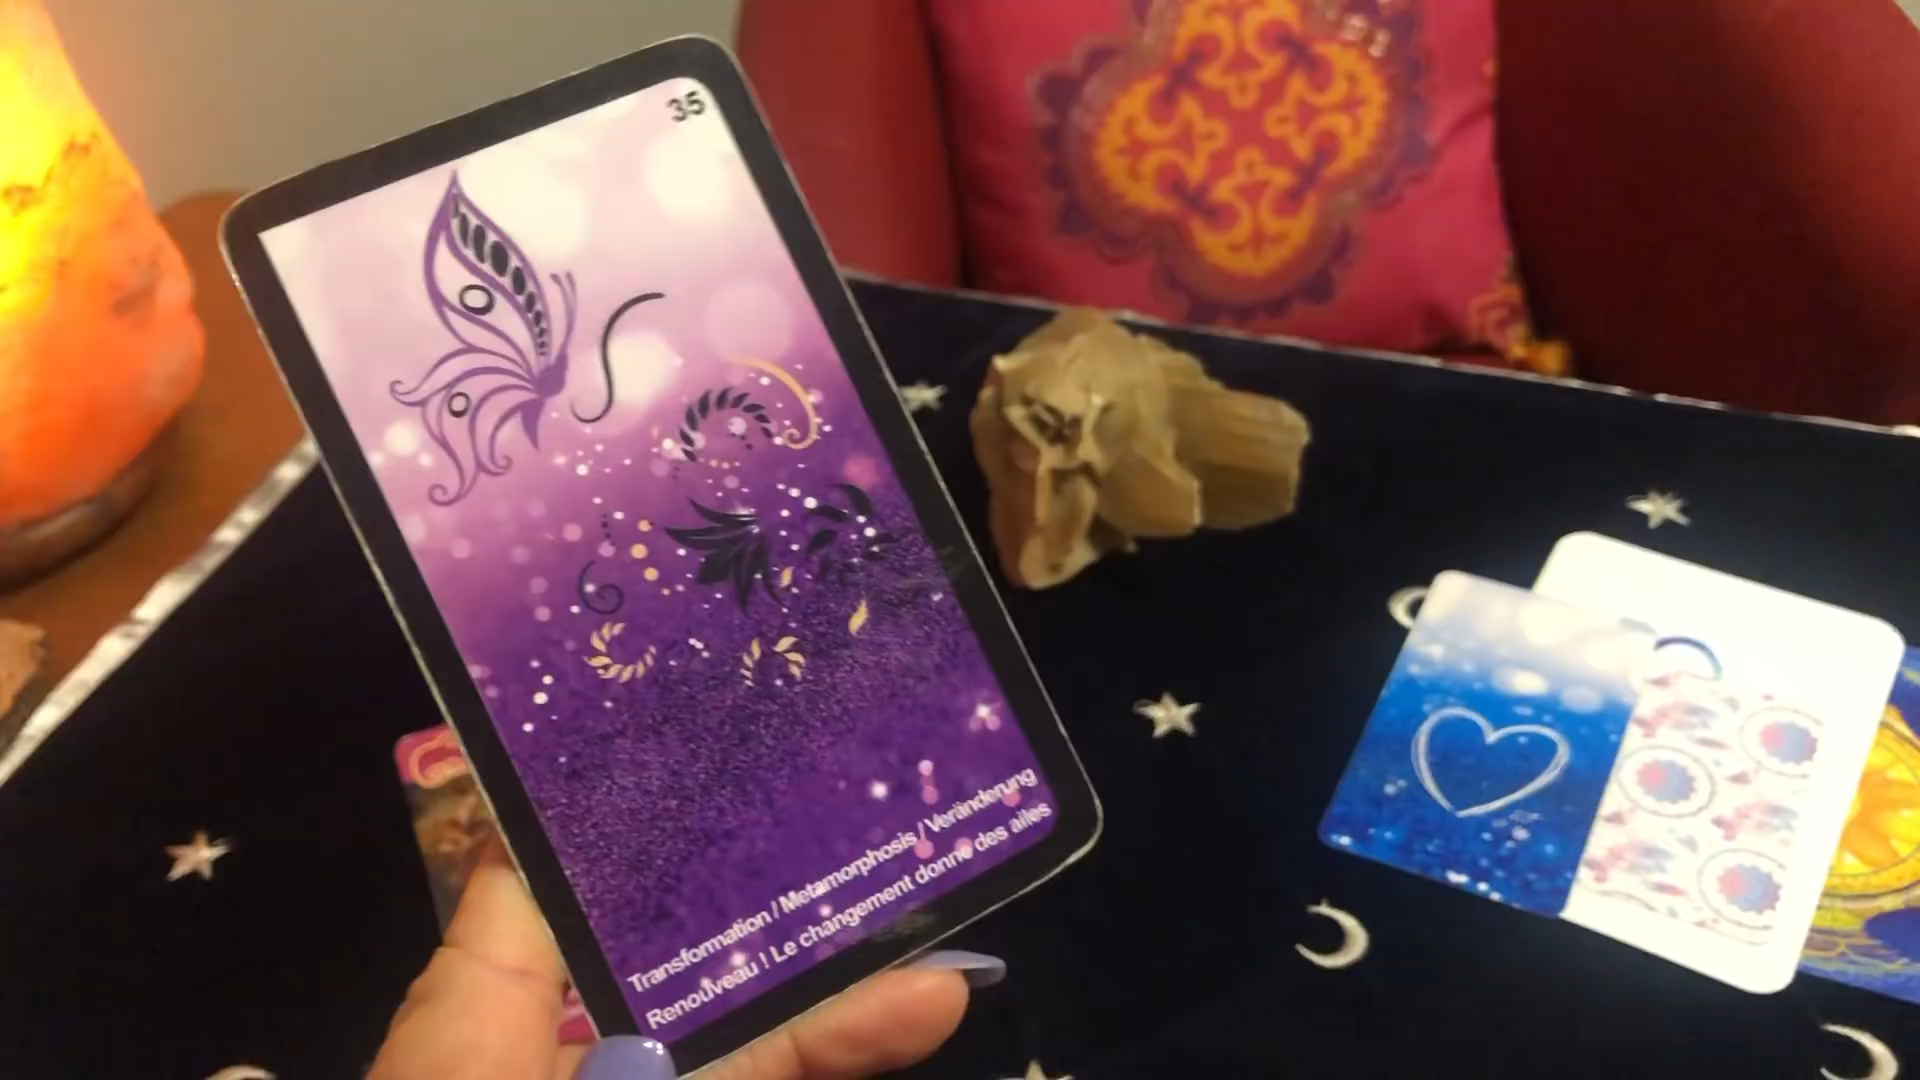 35
Transformation / Metamorphosis / Veränderung
Renouveau ! Le changement donne des ailes